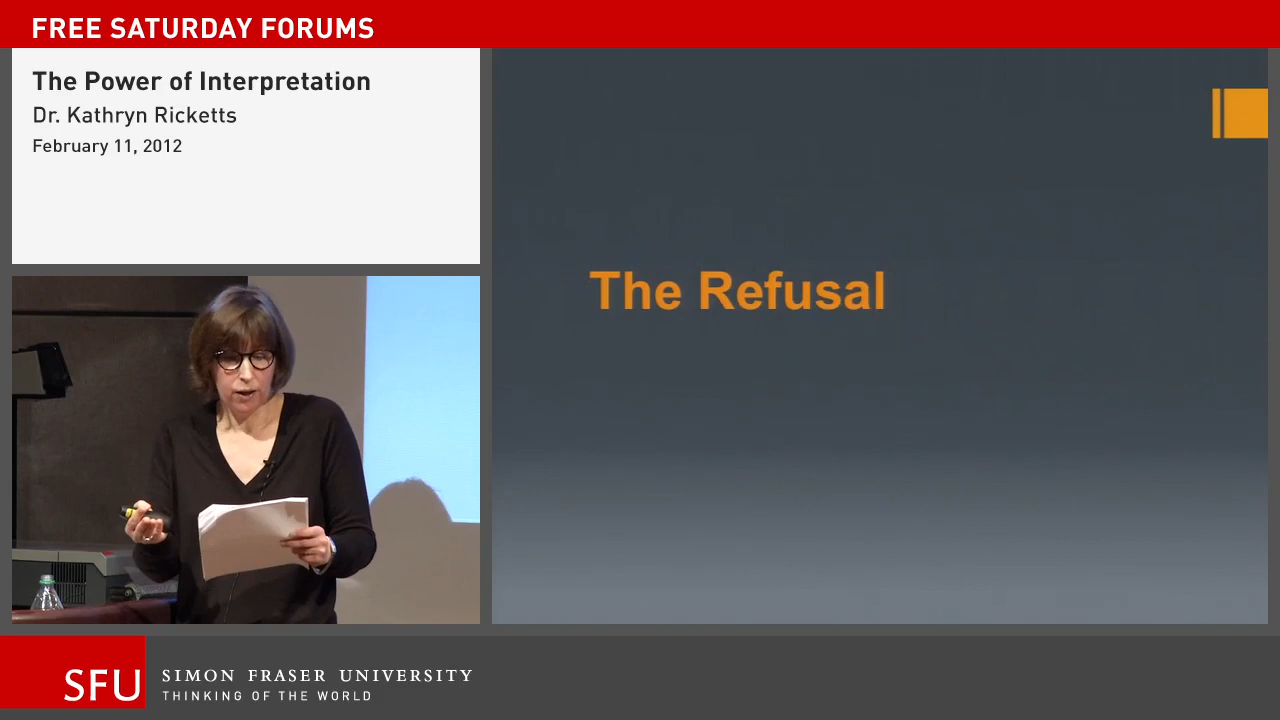 FREE SATURDAY FORUMS
The Power of Interpretation
Dr. Kathryn Ricketts
February 11, 2012
The Refusal
SFU
SIMON FRASER UNIVERSITY
THINKING OF THE WORLD